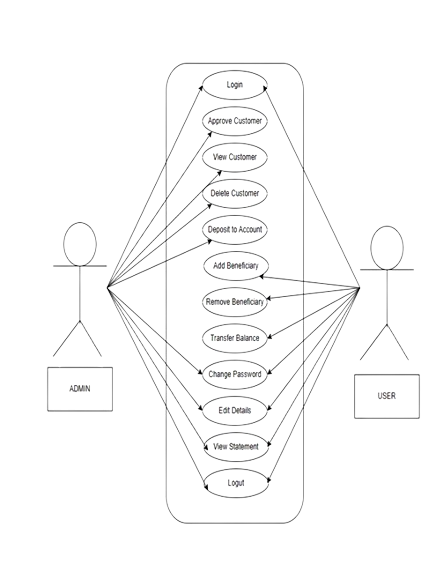 Login
Approve Customer
View Customer
Delete Customer
Deposit to Account
Add Beneficiary
Remove Beneficiary
Transfer Balance
Change Password
Edit Details
View Statement
Logut
ADMIN
USER